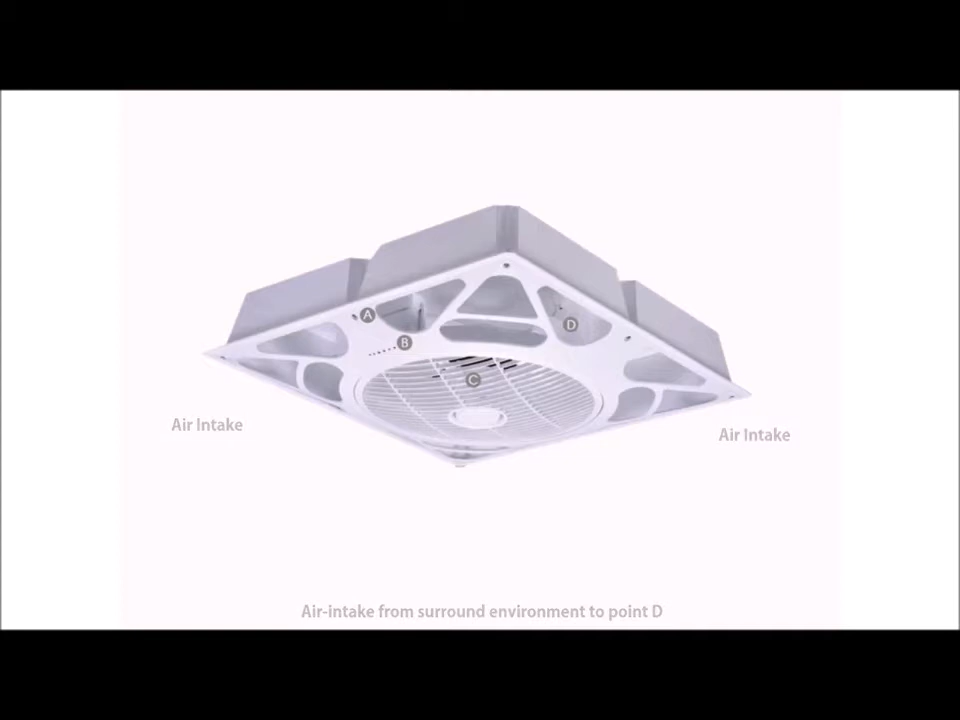 A
D
B
C
Air Intake
Air Intake
Air-intake from surround environment to point D